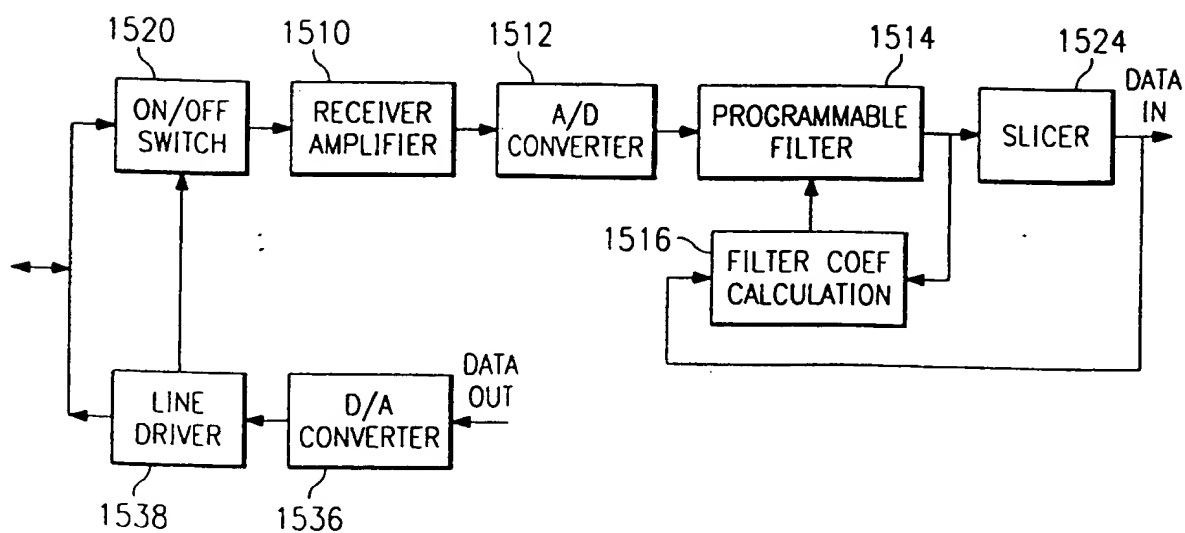 1520
1510
1512
1514
1524
ON/OFF
SWITCH
RECEIVER
AMPLIFIER
A/D
CONVERTER
PROGRAMMABLE
FILTER
SLICER
DATA
IN
1516
FILTER COEF
CALCULATION
LINE
DRIVER
D/A
CONVERTER
DATA
OUT
1538
1536